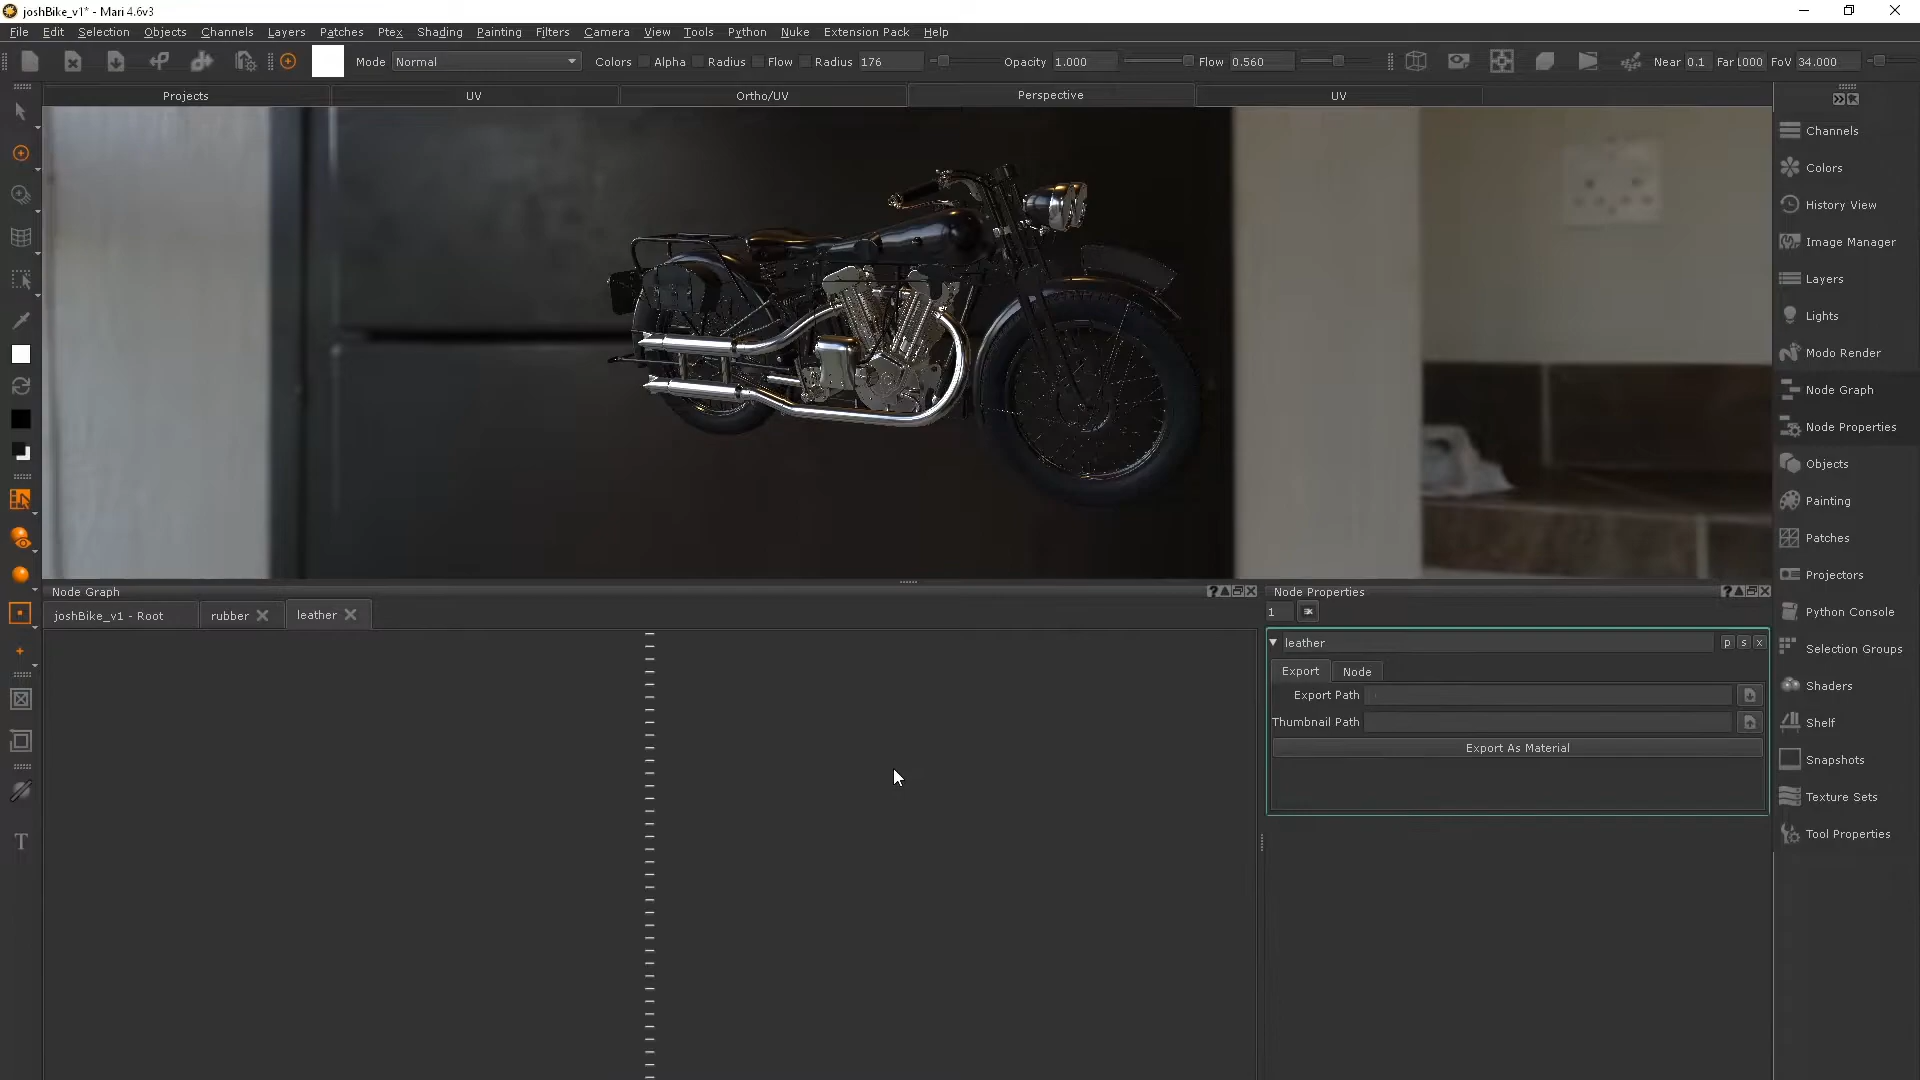 joshBike_v1* - Mari 4.6v3
File Edit Selection Objects Channels Layers Patches Ptex Shading Painting Filters Camera View Tools Python Nuke Extension Pack Help
Mode Normal Colors Alpha Radius Flow Radius 176 Opacity 1.000 Flow 0.560 Near 0.1 Far 1000 FoV 34.000
Projects UV Ortho/UV Perspective UV
Channels
Colors
History View
Image Manager
Layers
Lights
Modo Render
Node Graph
Node Properties
Objects
Painting
Patches
Projectors
Python Console
Selection Groups
Shaders
Shelf
Snapshots
Texture Sets
Tool Properties
T
Node Graph
joshBike_v1 - Root rubber leather
Node Properties
1
leather p s x
Export Node
Export Path
Thumbnail Path
Export As Material